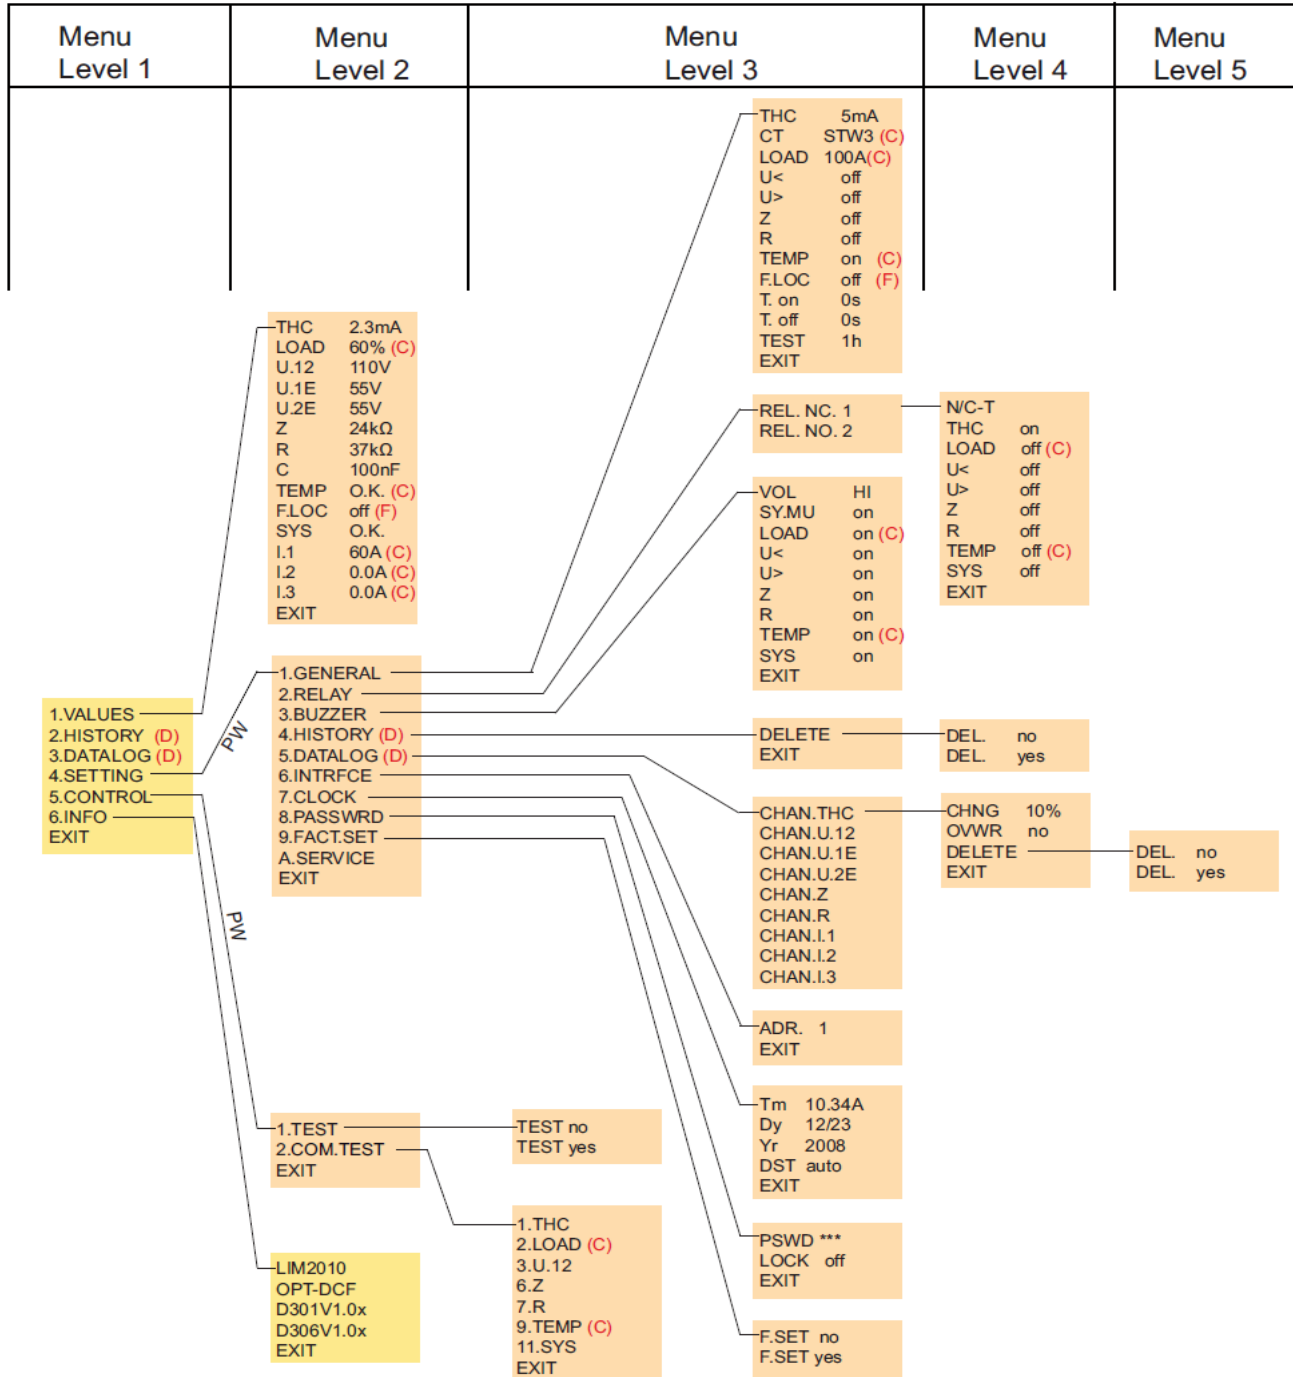 Menu
Level 1
Menu
Level 2
Menu
Level 3
Menu
Level 4
Menu
Level 5
THC 5mA
CT STW3 (C)
LOAD 100A(C)
U< off
U> off
Z off
R off
TEMP on (C)
F.LOC off (F)
T. on 0s
T. off 0s
TEST 1h
EXIT
THC 2.3mA
LOAD 60% (C)
U.12 110V
U.1E 55V
U.2E 55V
Z 24kΩ
R 37kΩ
C 100nF
TEMP O.K. (C)
F.LOC off (F)
SYS O.K.
I.1 60A (C)
I.2 0.0A (C)
I.3 0.0A (C)
EXIT
REL. NC. 1
REL. NO. 2
N/C-T
THC on
LOAD off (C)
U< off
U> off
Z off
R off
TEMP off (C)
SYS off
EXIT
VOL HI
SY.MU on
LOAD on (C)
U< on
U> on
Z on
R on
TEMP on (C)
SYS on
EXIT
1.VALUES
2.HISTORY (D)
3.DATALOG (D)
4.SETTING
5.CONTROL
6.INFO
EXIT
PW
PW
1.GENERAL
2.RELAY
3.BUZZER
4.HISTORY (D)
5.DATALOG (D)
6.INTRFCE
7.CLOCK
8.PASSWRD
9.FACT.SET
A.SERVICE
EXIT
DELETE
EXIT
DEL. no
DEL. yes
CHAN.THC
CHAN.U.12
CHAN.U.1E
CHAN.U.2E
CHAN.Z
CHAN.R
CHAN.I.1
CHAN.I.2
CHAN.I.3
CHNG 10%
OVWR no
DELETE
EXIT
DEL. no
DEL. yes
ADR. 1
EXIT
Tm 10.34A
Dy 12/23
Yr 2008
DST auto
EXIT
1.TEST
2.COM.TEST
EXIT
TEST no
TEST yes
1.THC
2.LOAD (C)
3.U.12
6.Z
7.R
9.TEMP (C)
11.SYS
EXIT
PSWD ***
LOCK off
EXIT
LIM2010
OPT-DCF
D301V1.0x
D306V1.0x
EXIT
F.SET no
F.SET yes